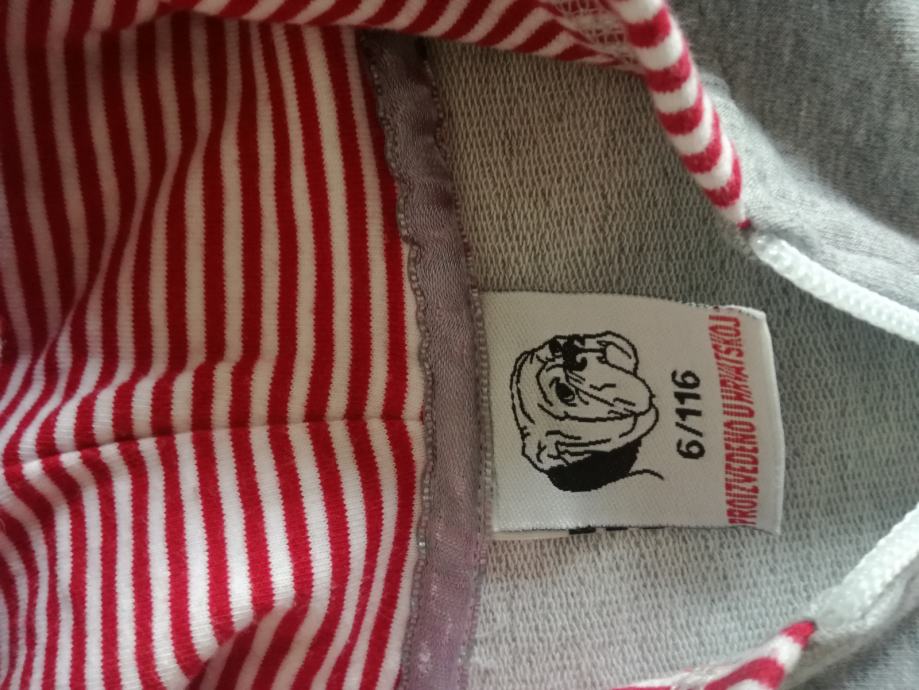 6/116
PROIZVEDENO U HRVATSKOJ